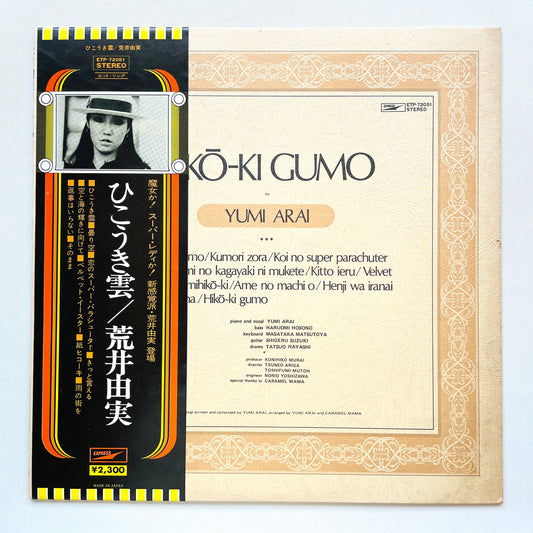 ひこうき雲／荒井由実
ETP-72051
STEREO
ヒット・ソング
魔女か！スーパー・レディか！新感覚派・荒井由実登場
ひこうき雲／荒井由実
■ひこうき雲■曇り空■恋のスーパー・パラシューター■きっと言える
■空と海の輝きに向けて■ベルベット・イースター■紙ヒコーキ■雨の街を
■返事はいらない■そのまま
EXPRESS
¥2,300
MADE IN JAPAN
EXPRESS
ETP-72051
STEREO
KŌ-KI GUMO
by
YUMI ARAI
mo/Kumori zora/Koi no super parachuter
mi no kagayaki ni mukete/Kitto ieru/Velvet
mihikō-ki/Ame no machi o/Henji wa iranai
na/Hikō-ki gumo
piano and vocal YUMI ARAI
bass HARUOMI HOSONO
keyboard MASATAKA MATSUTOYA
guitar SHIGERU SUZUKI
drums TATSUO HAYASHI
producer KUNIHIKO MURAI
director TSUNEO ARIGA
TOSHIFUMI MUTOH
engineer NORIO YOSHIZAWA
special thanks to CARAMEL MAMA
ngs written and composed by YUMI ARAI, arranged by YUMI ARAI and CARAMEL MAMA